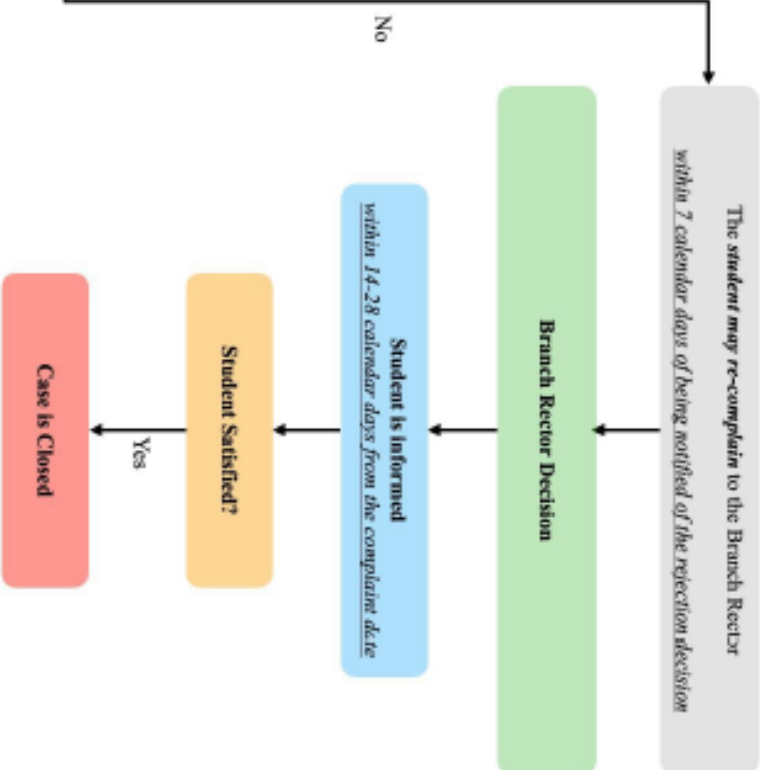 No
The student may re-complain to the Branch Rector
within 7 calendar days of being notified of the rejection decision
Branch Rector Decision
Student is informed
within 14-28 calendar days from the complaint date
Student Satisfied?
Yes
Case is Closed